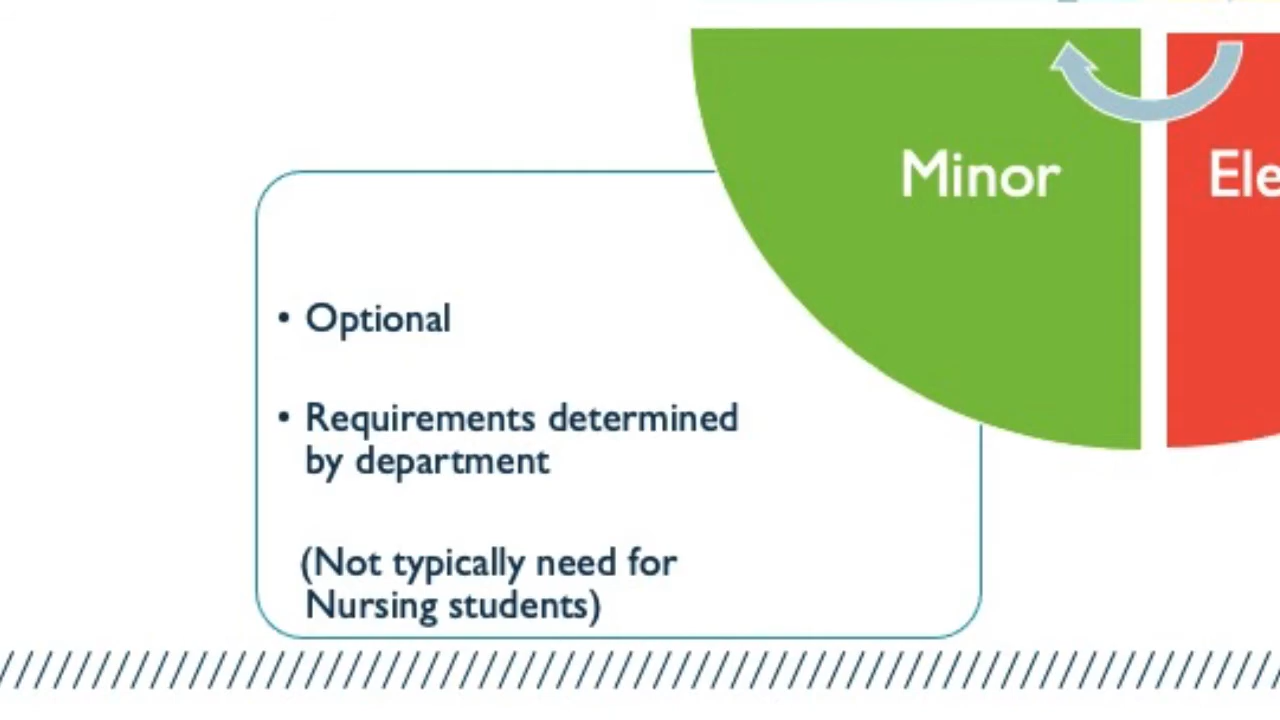 Minor
• Optional
• Requirements determined
by department
(Not typically need for
Nursing students)